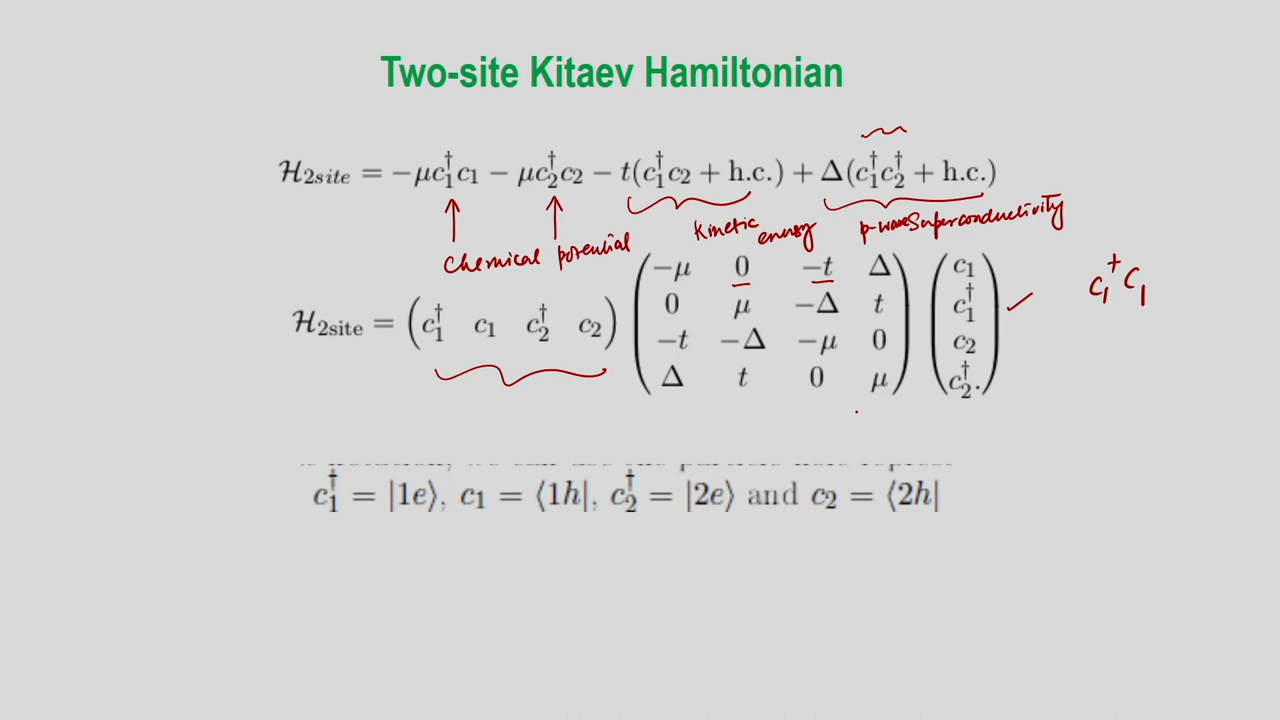 Two-site Kitaev Hamiltonian
ℋ₂ₛᵢₜₑ = −μc₁†c₁ − μc₂†c₂ − t(c₁†c₂ + h.c.) + Δ(c₁†c₂† + h.c.)
Chemical potential
Kinetic energy
p-wave Superconductivity
c₁†c₁
ℋ₂ₛᵢₜₑ = (c₁† c₁ c₂† c₂)
−μ 0 −t Δ
0 μ −Δ t
−t −Δ −μ 0
Δ t 0 μ
c₁
c₁†
c₂
c₂†.
c₁† = |1e⟩, c₁ = ⟨1h|, c₂† = |2e⟩ and c₂ = ⟨2h|